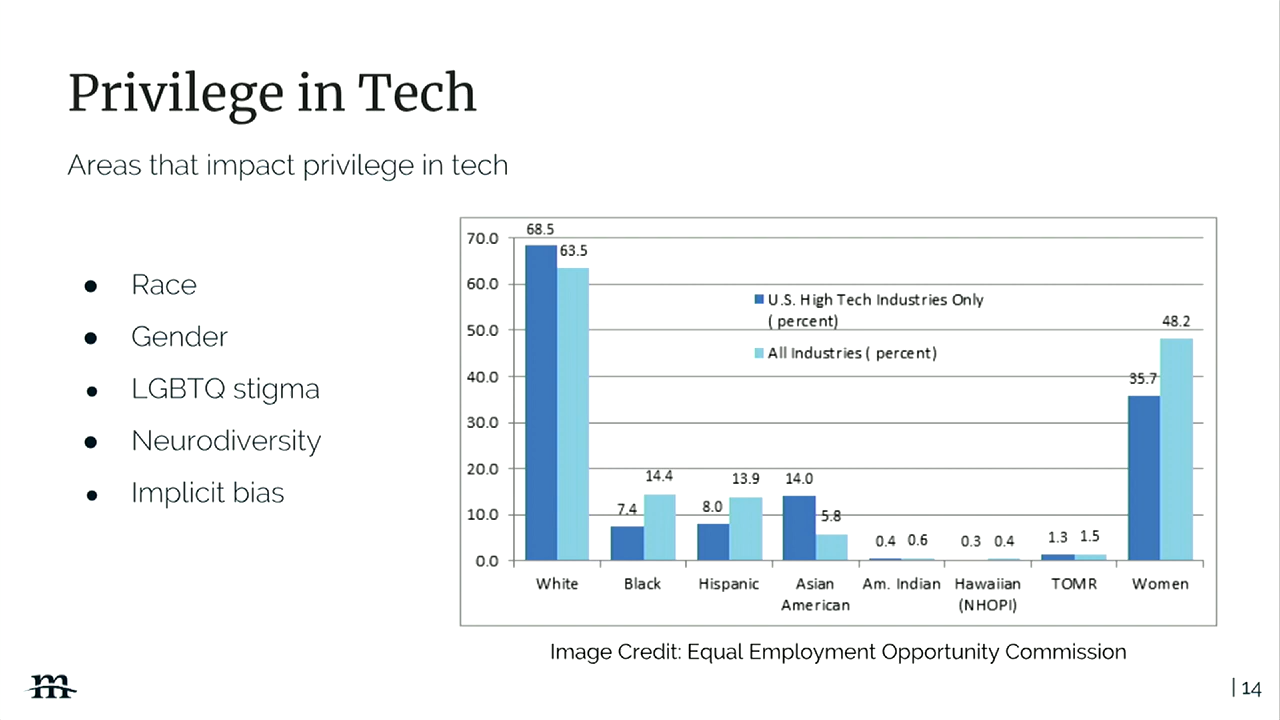 Privilege in Tech
Areas that impact privilege in tech
● Race
● Gender
● LGBTQ stigma
● Neurodiversity
● Implicit bias
70.0
60.0
50.0
40.0
30.0
20.0
10.0
0.0
68.5
63.5
7.4
14.4
8.0
13.9
14.0
5.8
0.4
0.6
0.3
0.4
1.3
1.5
35.7
48.2
U.S. High Tech Industries Only
( percent)
All Industries ( percent)
White
Black
Hispanic
Asian
American
Am. Indian
Hawaiian
(NHOPI)
TOMR
Women
Image Credit: Equal Employment Opportunity Commission
m
| 14